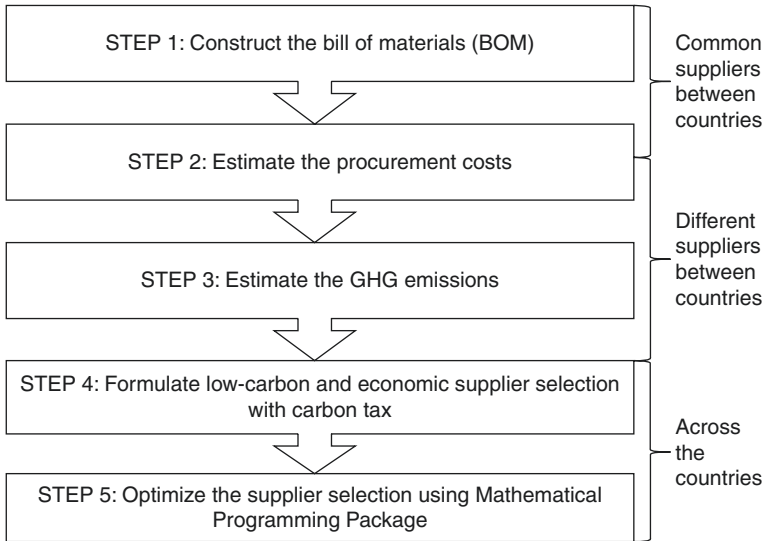 STEP 1: Construct the bill of materials (BOM)
Common
suppliers
between
countries
STEP 2: Estimate the procurement costs
Different
suppliers
between
countries
STEP 3: Estimate the GHG emissions
STEP 4: Formulate low-carbon and economic supplier selection
with carbon tax
Across
the
countries
STEP 5: Optimize the supplier selection using Mathematical
Programming Package